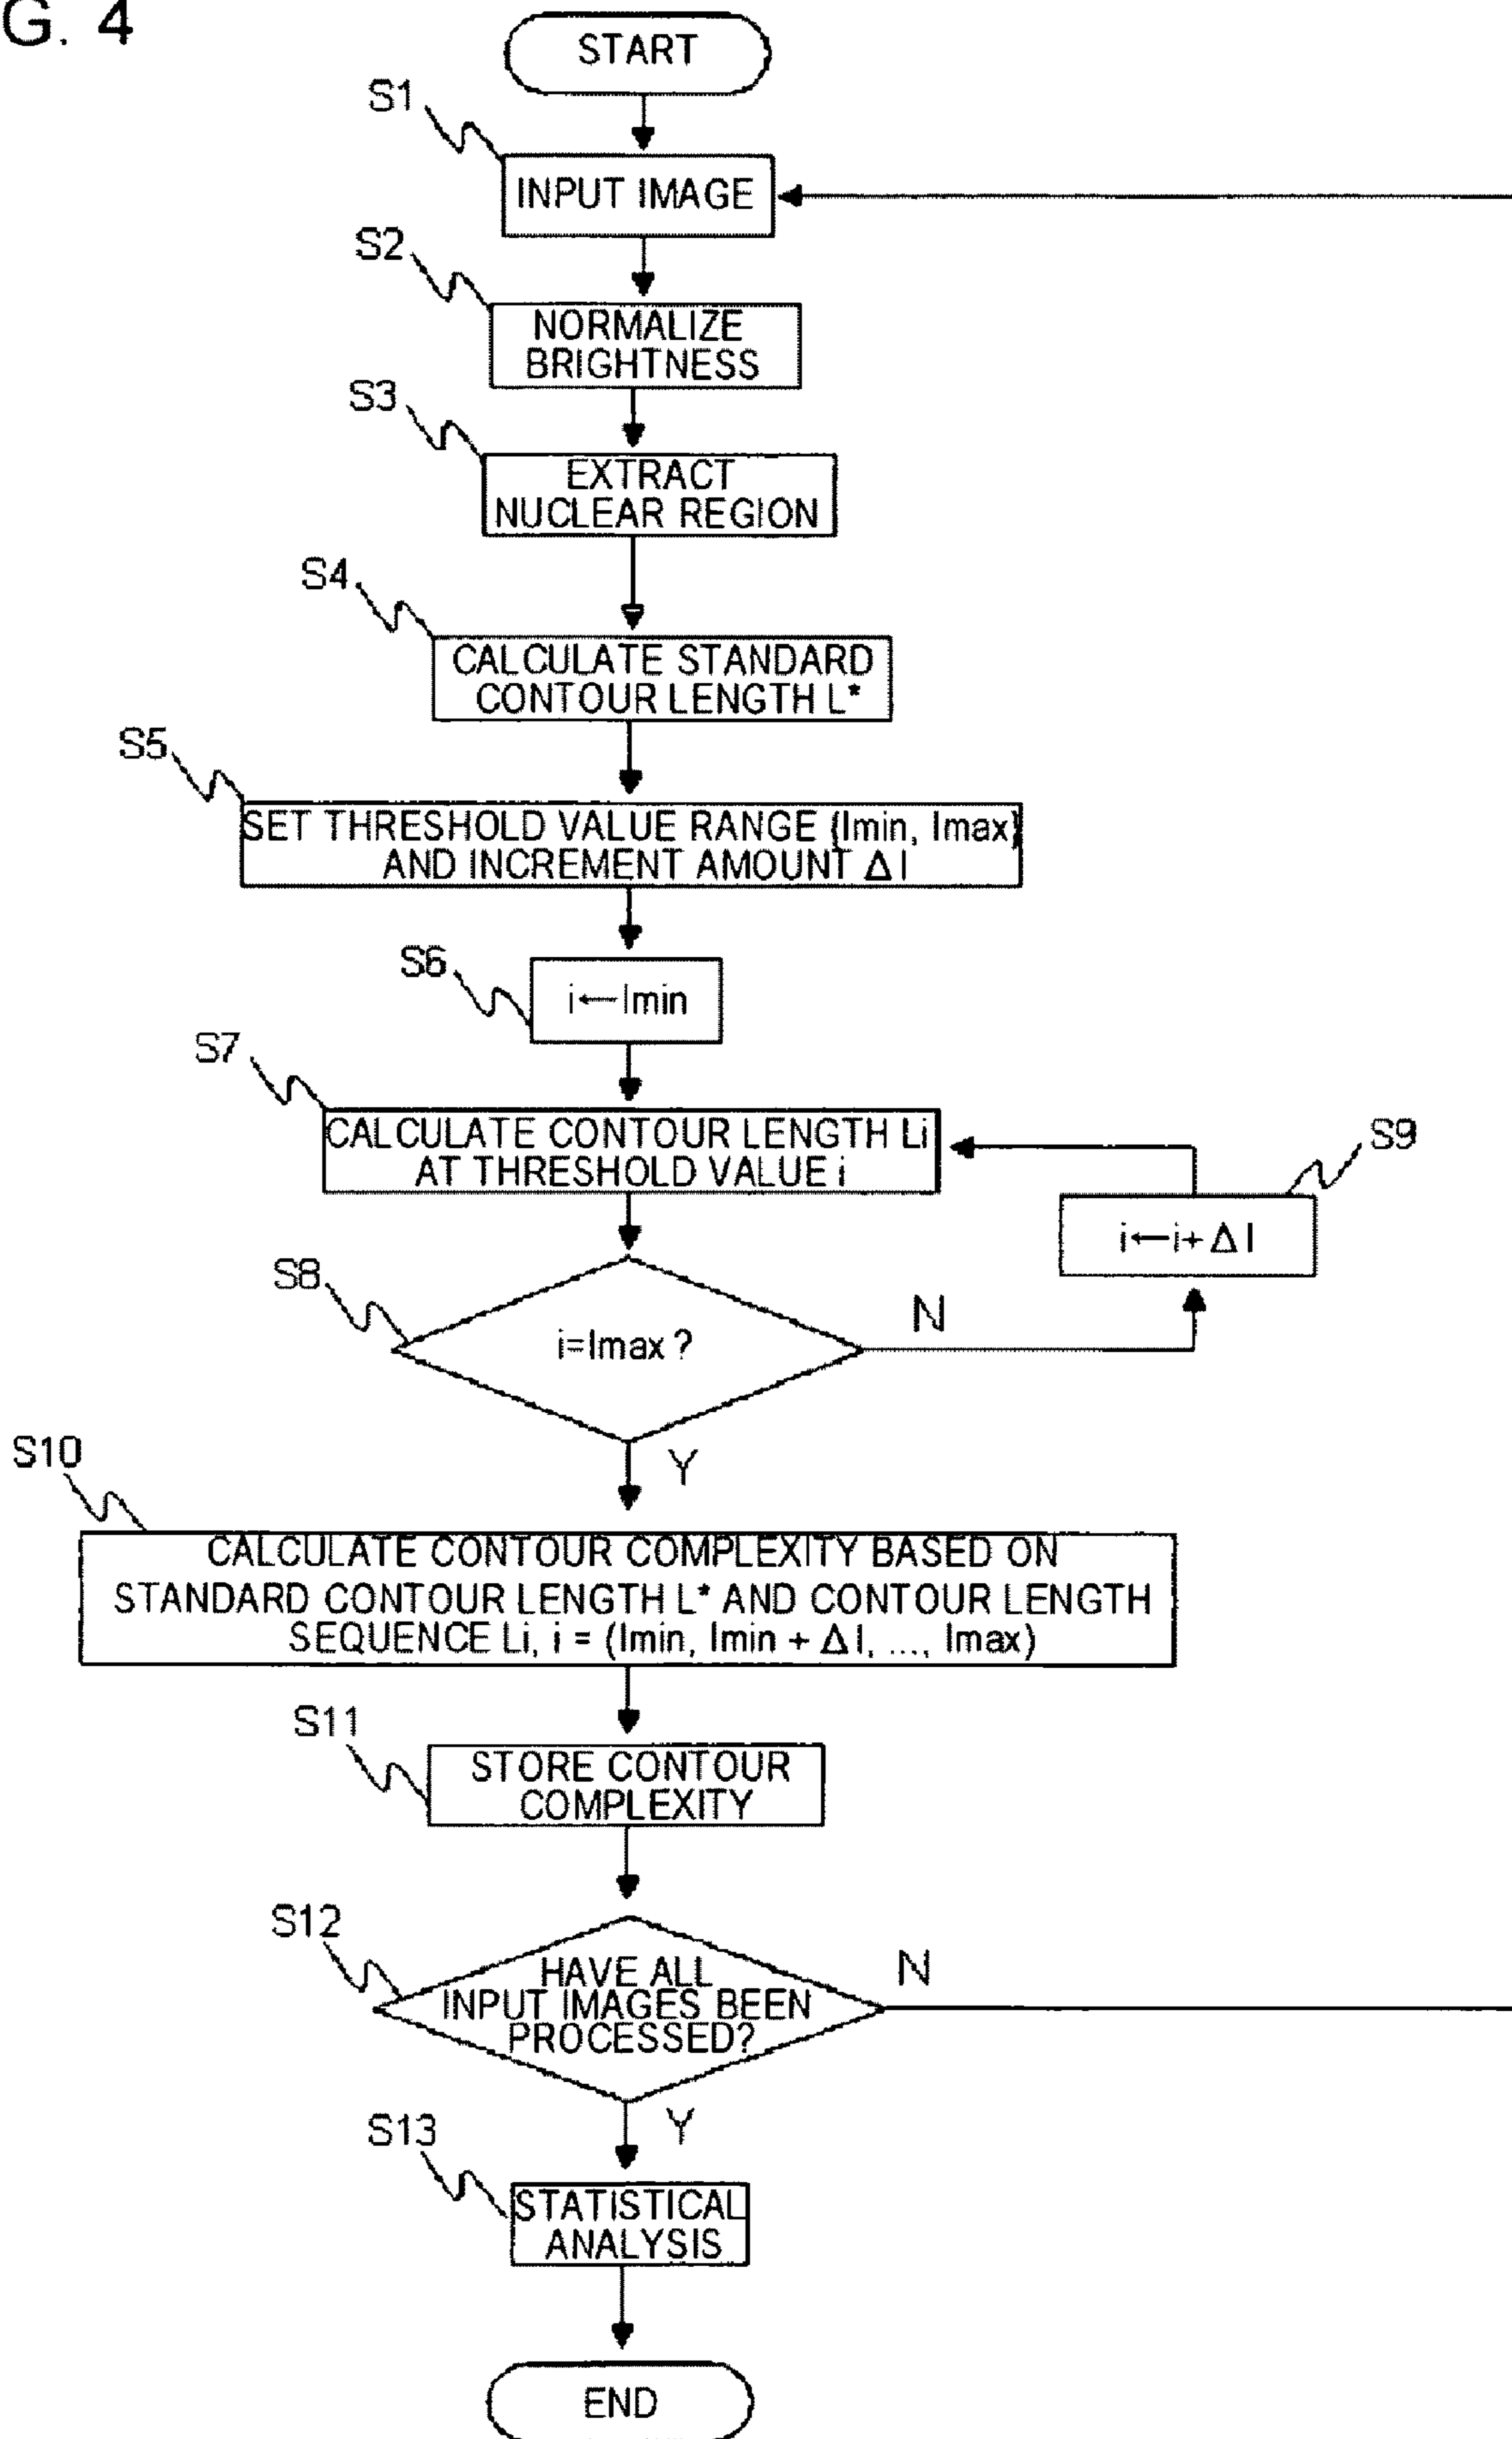 G. 4
START
S1
INPUT IMAGE
S2
NORMALIZE
BRIGHTNESS
S3
EXTRACT
NUCLEAR REGION
S4
CALCULATE STANDARD
CONTOUR LENGTH L*
S5
SET THRESHOLD VALUE RANGE (Imin, Imax)
AND INCREMENT AMOUNT Δ I
S6
i←Imin
S7
CALCULATE CONTOUR LENGTH Li
AT THRESHOLD VALUE i
S9
i←i+ Δ I
S8
i=Imax ?
N
Y
S10
CALCULATE CONTOUR COMPLEXITY BASED ON
STANDARD CONTOUR LENGTH L* AND CONTOUR LENGTH
SEQUENCE Li, i = (Imin, Imin + Δ I, ..., Imax)
S11
STORE CONTOUR
COMPLEXITY
S12
HAVE ALL
INPUT IMAGES BEEN
PROCESSED?
N
Y
S13
STATISTICAL
ANALYSIS
END